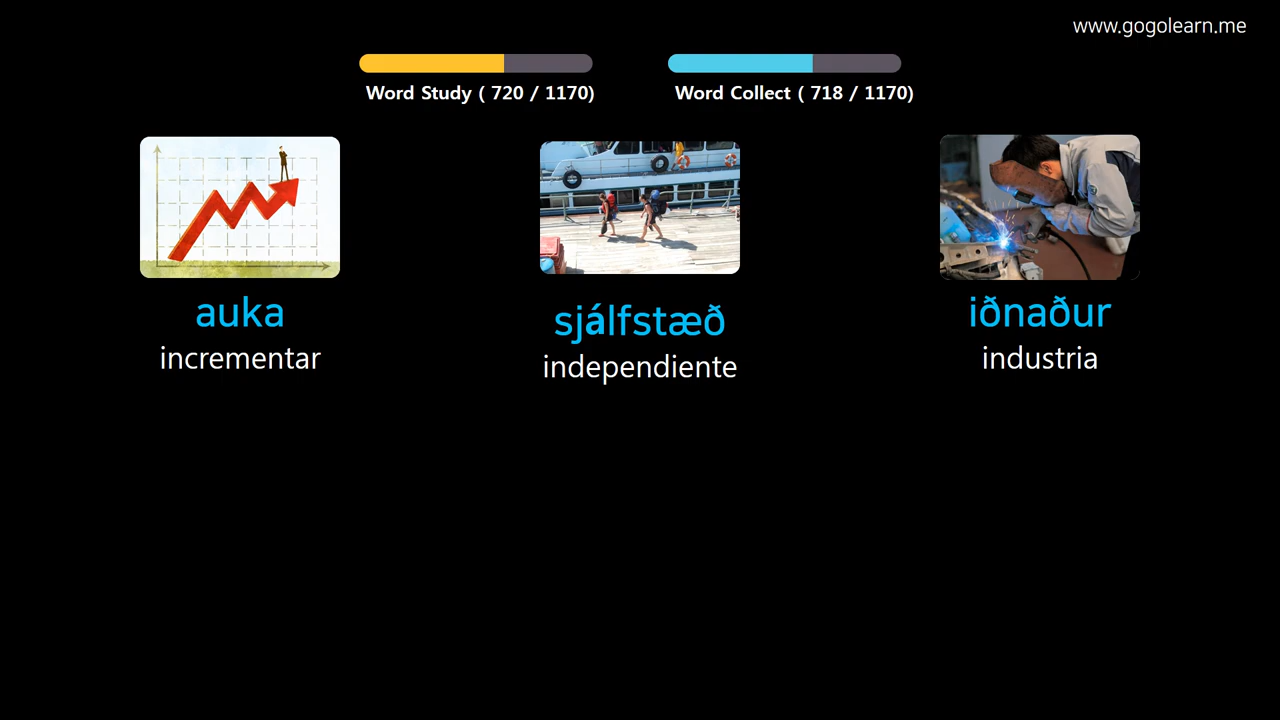 www.gogolearn.me
Word Study ( 720 / 1170)
Word Collect ( 718 / 1170)
auka
incrementar
sjálfstæð
independiente
iðnaður
industria